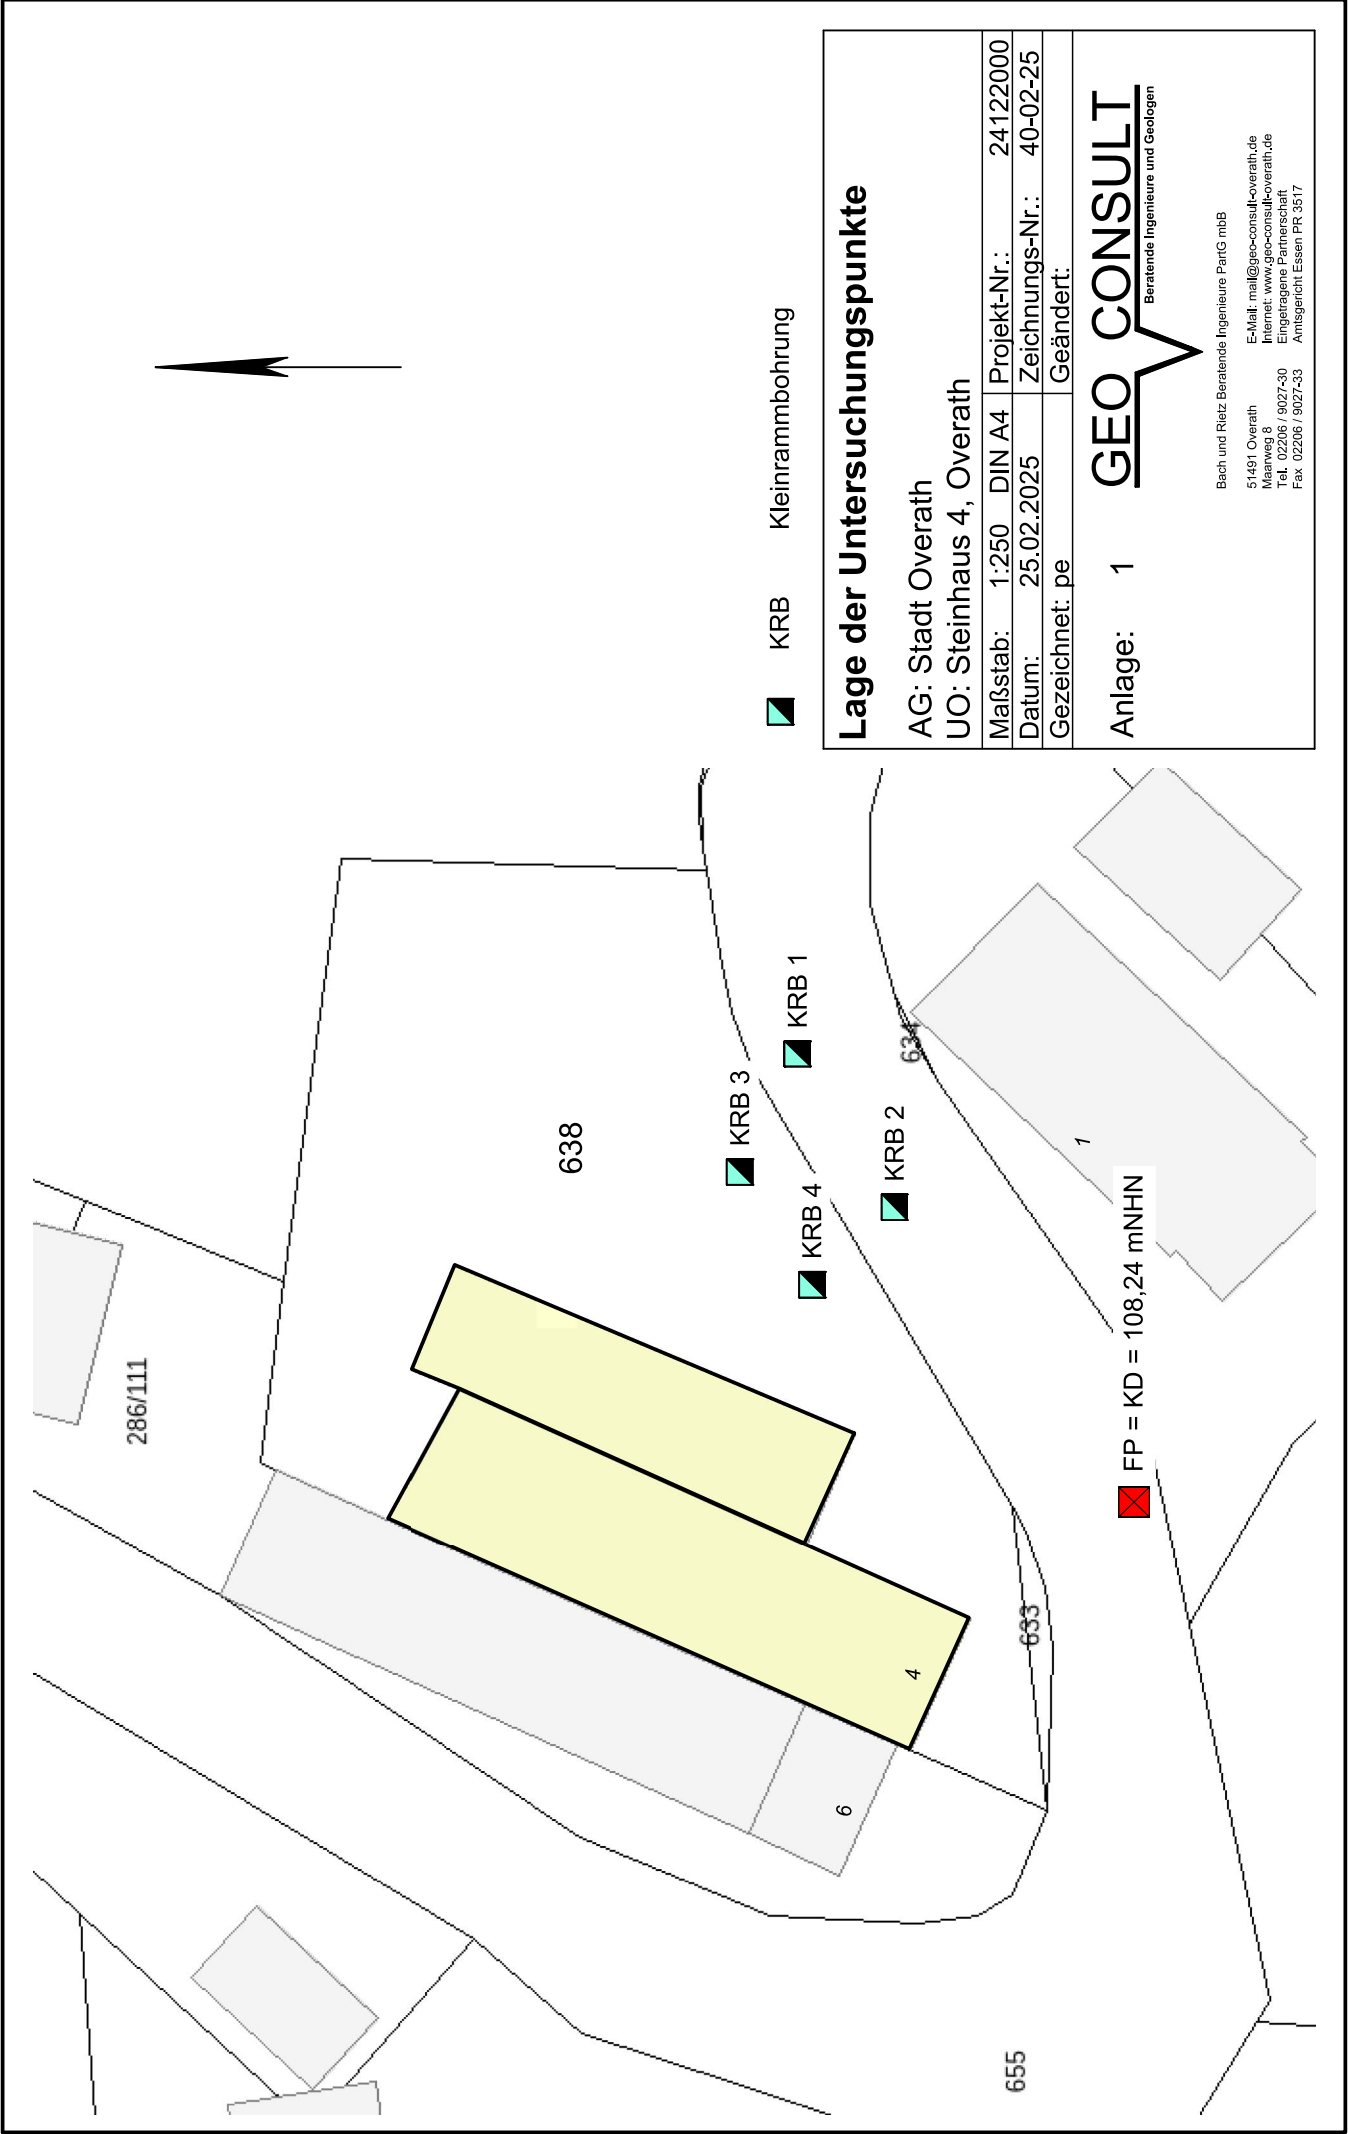 286/111
638
KRB 3
KRB 1
KRB 4
KRB 2
634
1
4
6
633
FP = KD = 108,24 mNHN
655
KRB Kleinrammbohrung
Lage der Untersuchungspunkte
AG: Stadt Overath
UO: Steinhaus 4, Overath
Maßstab: 1:250 DIN A4 Projekt-Nr.: 24122000
Datum: 25.02.2025 Zeichnungs-Nr.: 40-02-25
Gezeichnet: pe Geändert:
Anlage: 1
GEO CONSULT
Beratende Ingenieure und Geologen
Bach und Rietz Beratende Ingenieure PartG mbB
51491 Overath E-Mail: mail@geo-consult-overath.de
Maarweg 8 Internet: www.geo-consult-overath.de
Tel. 02206 / 9027-30 Eingetragene Partnerschaft
Fax 02206 / 9027-33 Amtsgericht Essen PR 3517